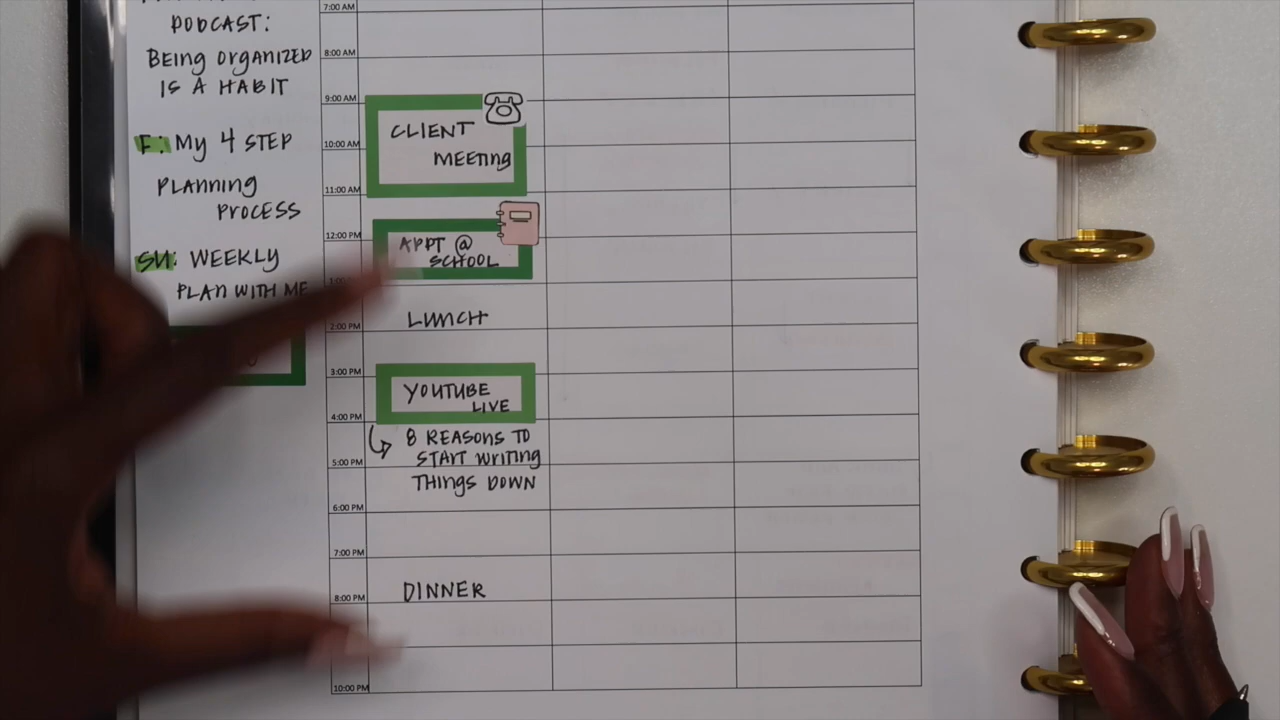 PODCAST:
BEING ORGANIZED
IS A HABIT
F: MY 4 STEP
PLANNING
PROCESS
SU: WEEKLY
PLAN WITH ME
7:00 AM
8:00 AM
9:00 AM
CLIENT
MEETING
10:00 AM
11:00 AM
12:00 PM
APPT @
SCHOOL
LUNCH
2:00 PM
3:00 PM
YOUTUBE
LIVE
4:00 PM
8 REASONS TO
START WRITING
THINGS DOWN
5:00 PM
6:00 PM
7:00 PM
DINNER
8:00 PM
10:00 PM